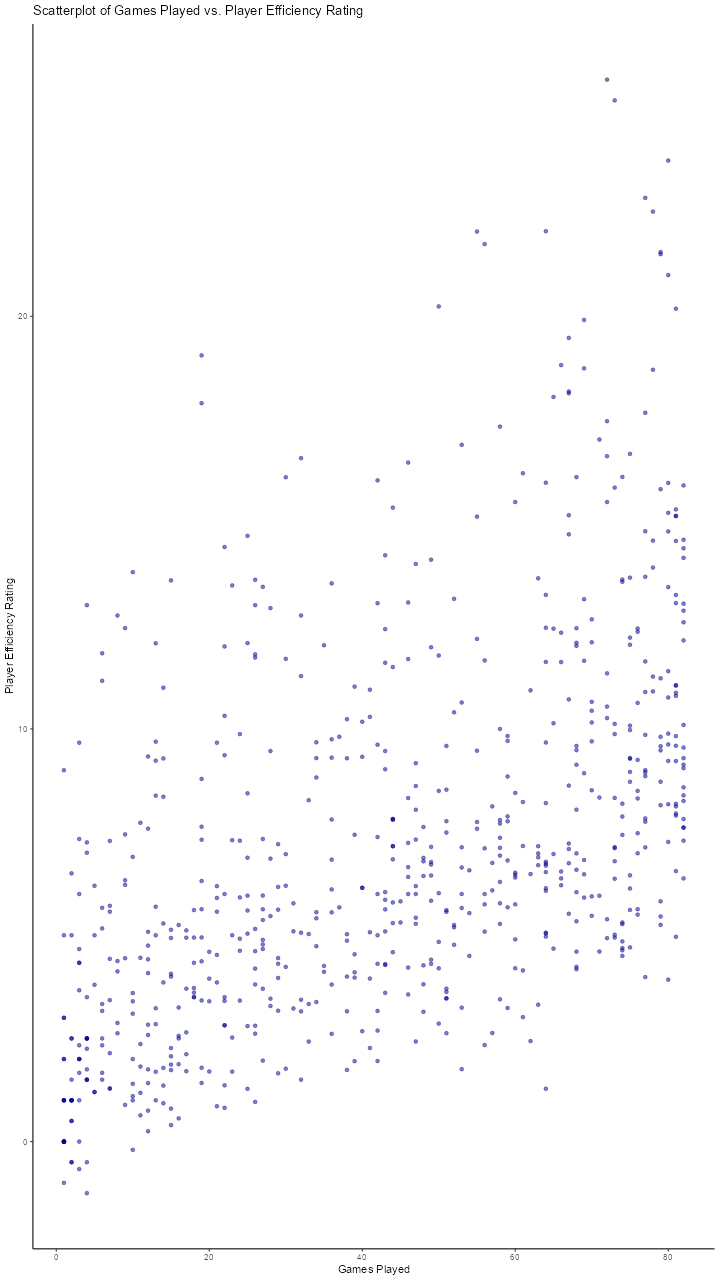 Scatterplot of Games Played vs. Player Efficiency Rating
Player Efficiency Rating
20
10
0
0 20 40 60 80
Games Played